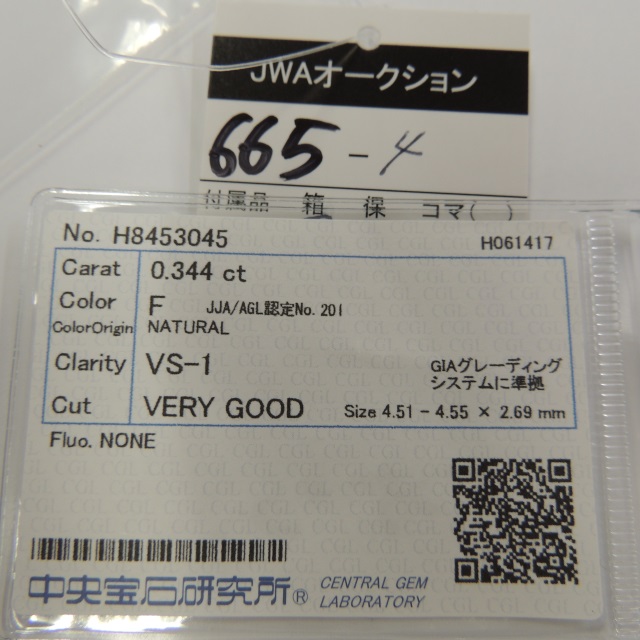 JWAオークション
665-4
付属品 箱 保 コマ( )
No. H8453045 H061417
Carat 0.344 ct
Color F JJA/AGL認定No. 201
ColorOrigin NATURAL
Clarity VS-1 GIAグレーディング
システムに準拠
Cut VERY GOOD Size 4.51 - 4.55 × 2.69 mm
Fluo. NONE
中央宝石研究所® CENTRAL GEM
LABORATORY